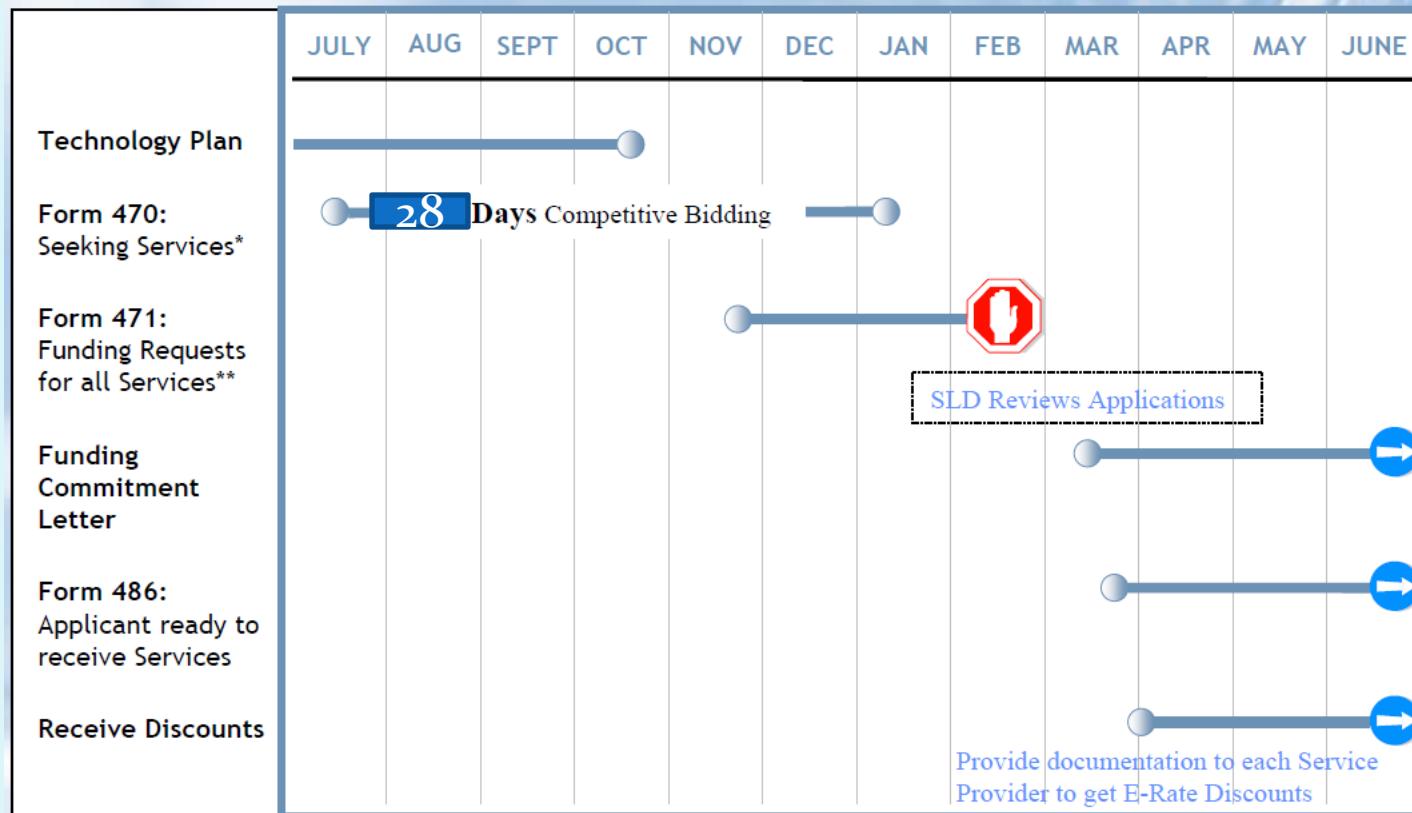 JULY AUG SEPT OCT NOV DEC JAN FEB MAR APR MAY JUNE
Technology Plan
Form 470:
Seeking Services*
28 Days Competitive Bidding
Form 471:
Funding Requests
for all Services**
SLD Reviews Applications
Funding
Commitment
Letter
Form 486:
Applicant ready to
receive Services
Receive Discounts
Provide documentation to each Service
Provider to get E-Rate Discounts